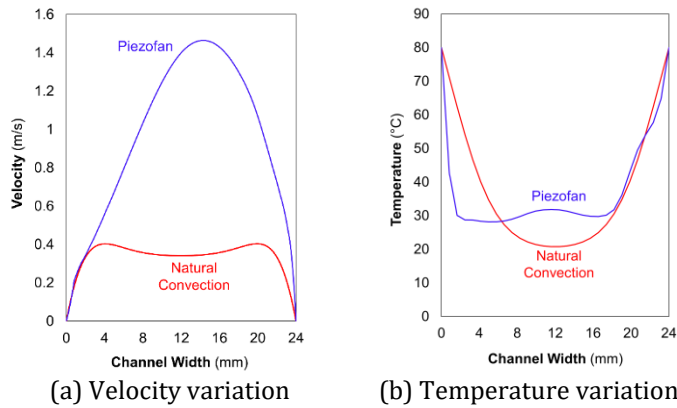 1.6
1.4
1.2
1
0.8
0.6
0.4
0.2
0
Velocity (m/s)
Piezofan
Natural
Convection
0 4 8 12 16 20 24
Channel Width (mm)
(a) Velocity variation
90
80
70
60
50
40
30
20
10
0
Temperature (°C)
Piezofan
Natural
Convection
0 4 8 12 16 20 24
Channel Width (mm)
(b) Temperature variation